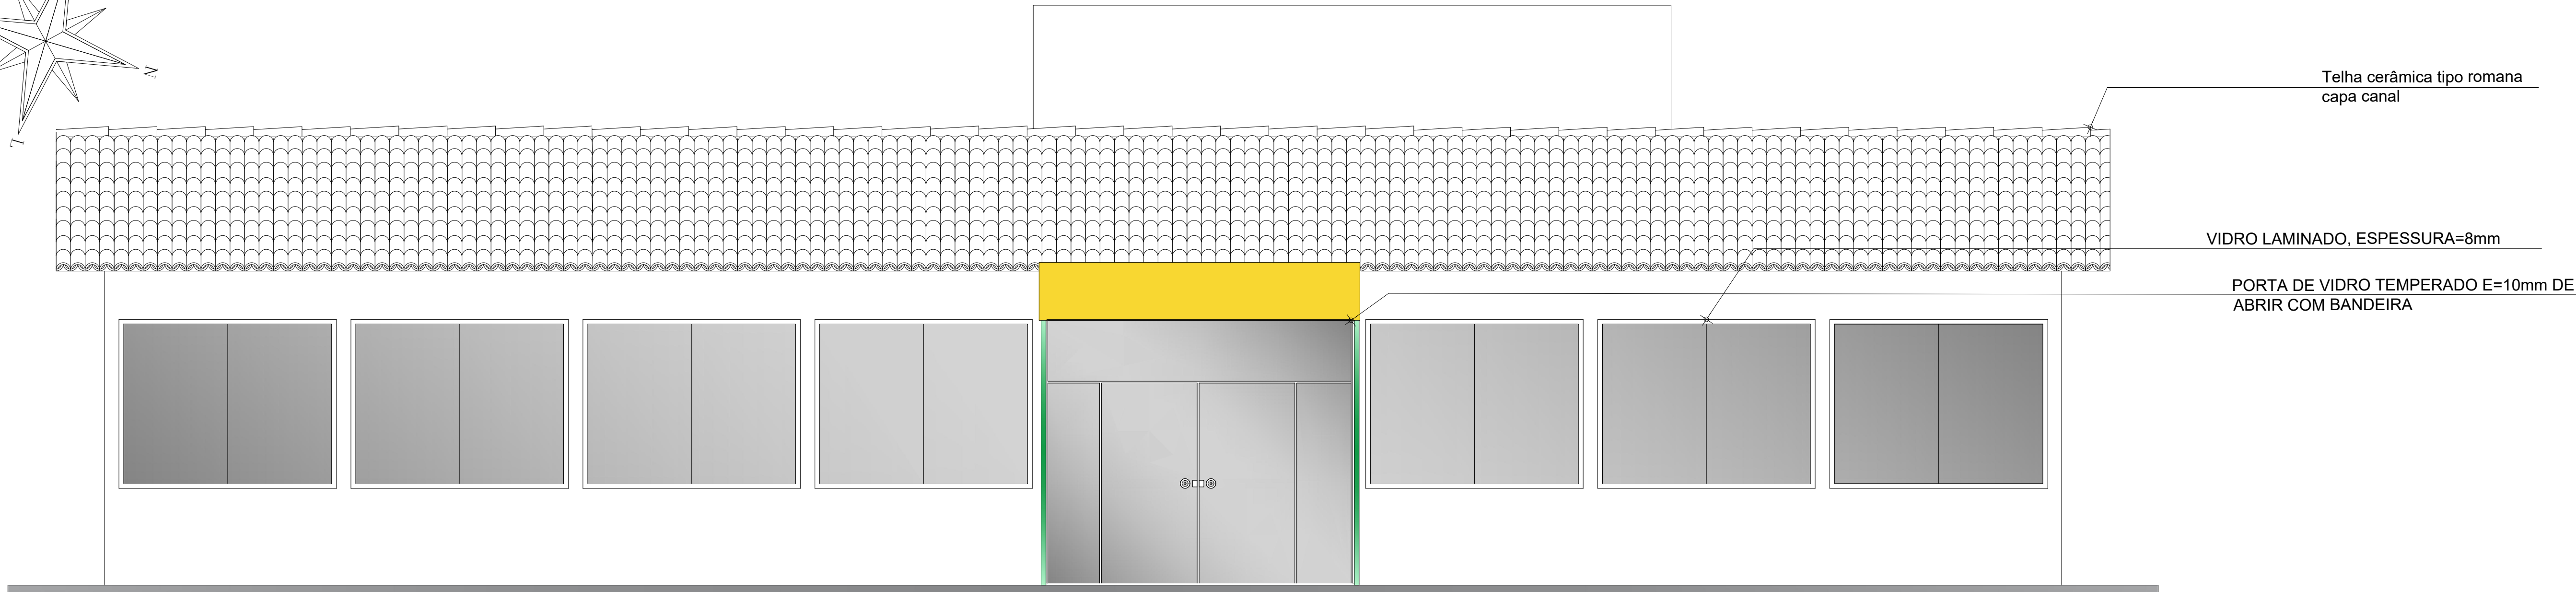 N
L
Telha cerâmica tipo romana
capa canal
VIDRO LAMINADO, ESPESSURA=8mm
PORTA DE VIDRO TEMPERADO E=10mm DE
ABRIR COM BANDEIRA